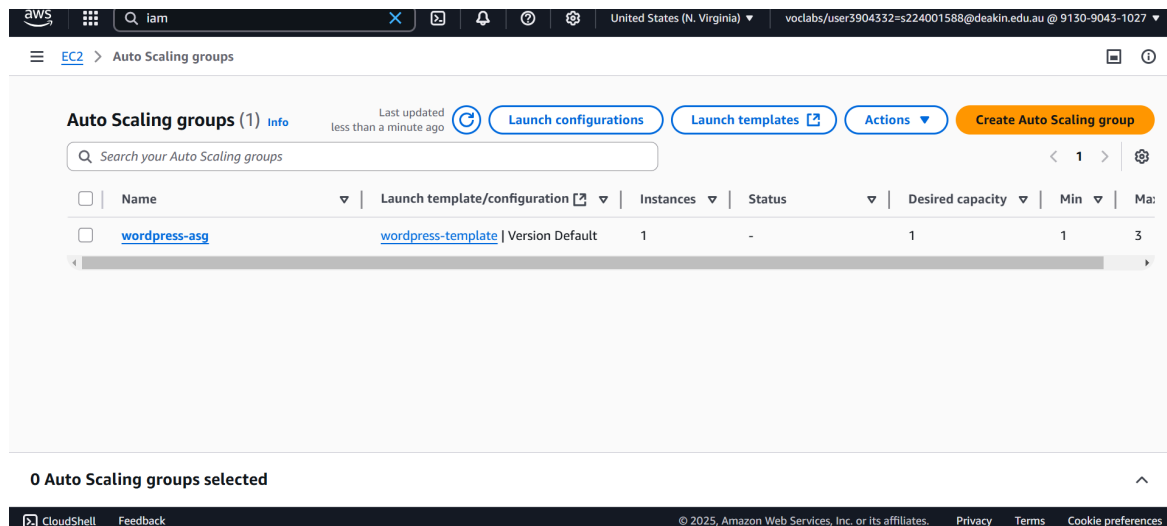 aws iam United States (N. Virginia) voclabs/user3904332=s224001588@deakin.edu.au @ 9130-9043-1027
EC2 > Auto Scaling groups
Auto Scaling groups (1) Info Last updated less than a minute ago Launch configurations Launch templates Actions Create Auto Scaling group
Search your Auto Scaling groups 1
Name Launch template/configuration Instances Status Desired capacity Min
wordpress-asg wordpress-template | Version Default 1 - 1 1 3
0 Auto Scaling groups selected
CloudShell Feedback © 2025, Amazon Web Services, Inc. or its affiliates. Privacy Terms Cookie preferences